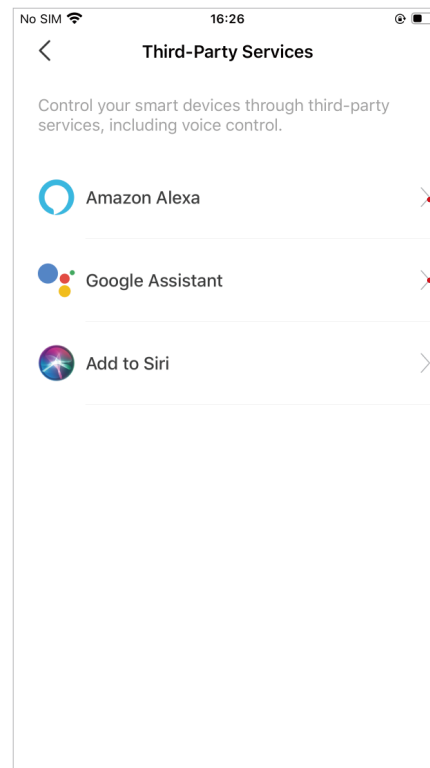 No SIM 16:26
Third-Party Services
Control your smart devices through third-party
services, including voice control.
Amazon Alexa
Google Assistant
Add to Siri